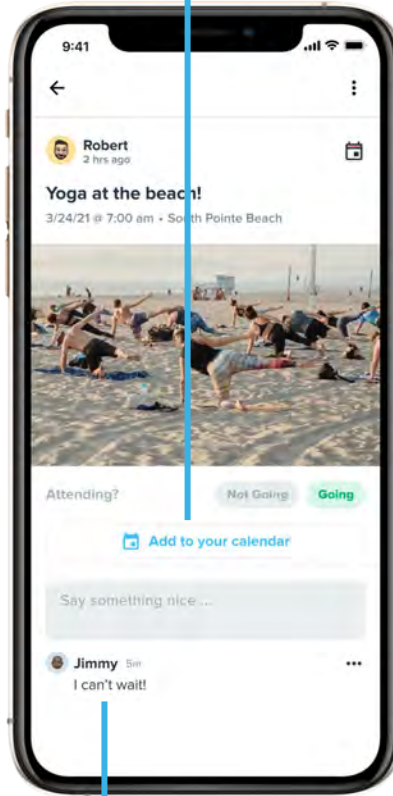 9:41
Robert
2 hrs ago
Yoga at the beach!
3/24/21 @ 7:00 am • South Pointe Beach
Attending?
Not Going
Going
Add to your calendar
Say something nice ...
Jimmy 5m
I can't wait!